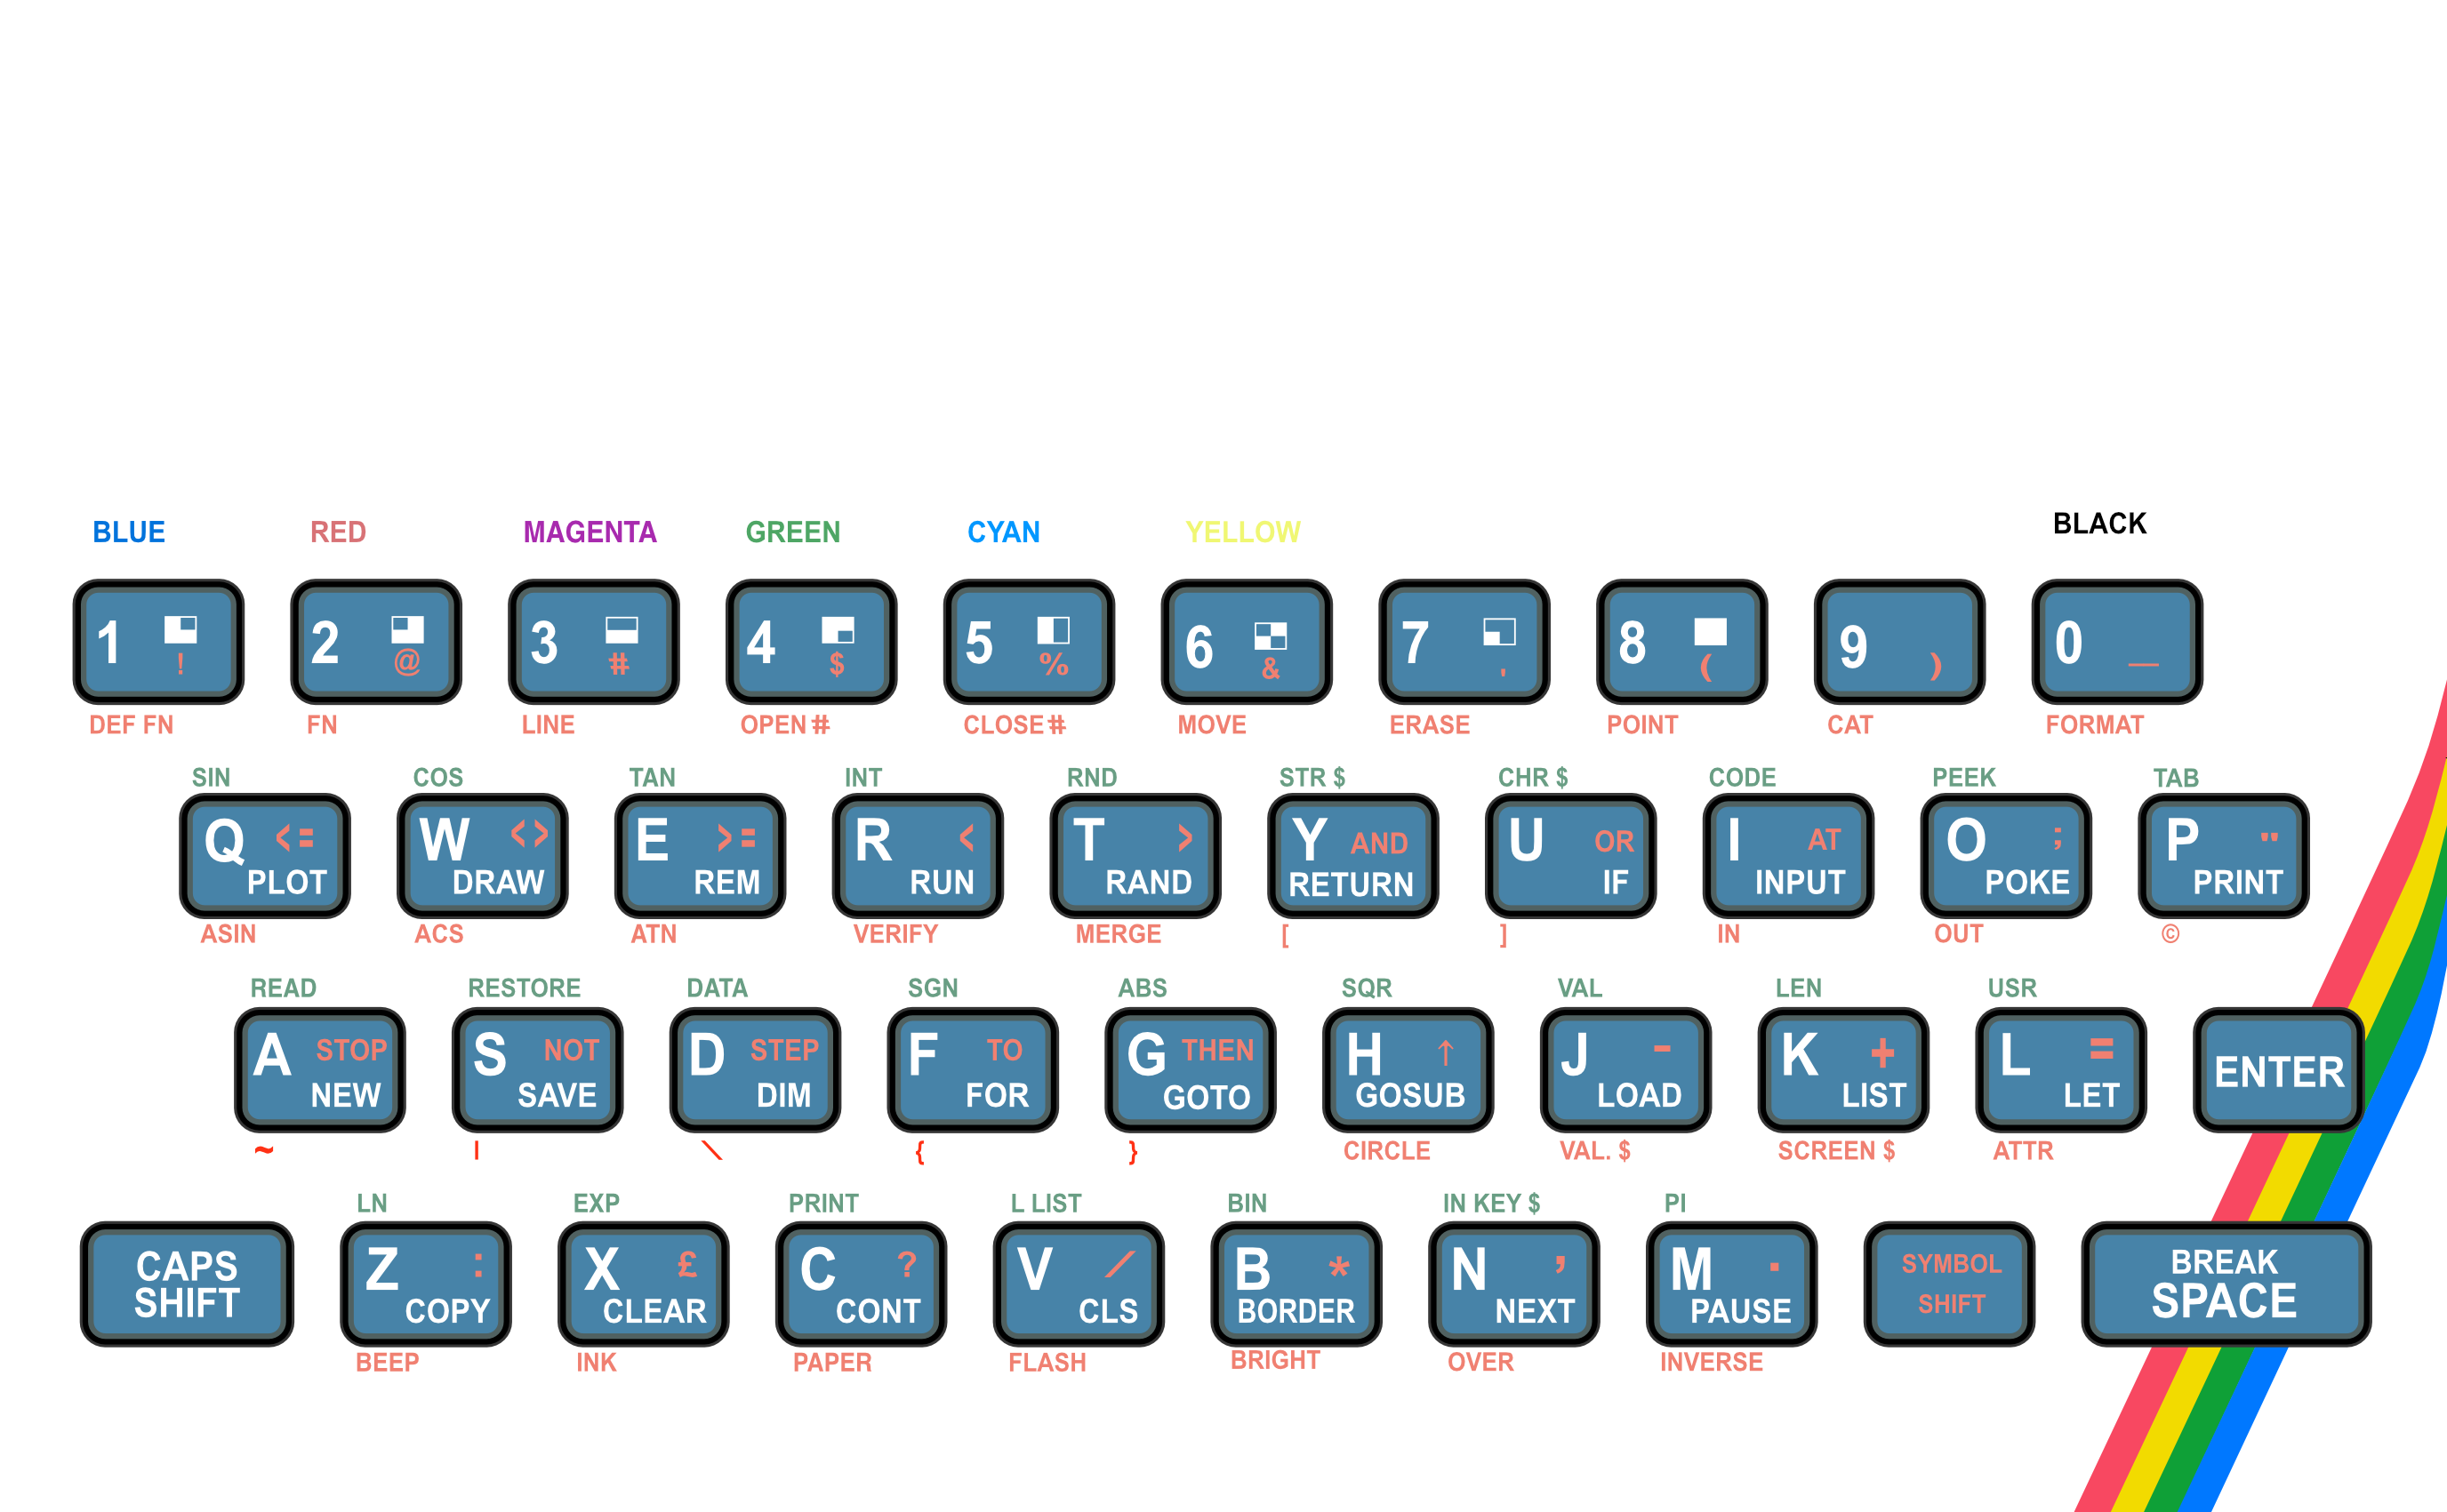 BLUE RED MAGENTA GREEN CYAN YELLOW BLACK
1 2 3 4 5 6 7 8 9 0
! @ # $ % & ' ( ) _
DEF FN FN LINE OPEN # CLOSE # MOVE ERASE POINT CAT FORMAT
SIN COS TAN INT RND STR $ CHR $ CODE PEEK TAB
Q <= W <> E >= R < T > Y AND U OR I AT O ; P "
PLOT DRAW REM RUN RAND RETURN IF INPUT POKE PRINT
ASIN ACS ATN VERIFY MERGE [ ] IN OUT ©
READ RESTORE DATA SGN ABS SQR VAL LEN USR
A STOP S NOT D STEP F TO G THEN H ↑ J - K + L = ENTER
NEW SAVE DIM FOR GOTO GOSUB LOAD LIST LET
~ | \ { } CIRCLE VAL. $ SCREEN $ ATTR
LN EXP PRINT L LIST BIN IN KEY $ PI
CAPS Z : X £ C ? V / B * N , M . SYMBOL BREAK
SHIFT COPY CLEAR CONT CLS BORDER NEXT PAUSE SHIFT SPACE
BEEP INK PAPER FLASH BRIGHT OVER INVERSE